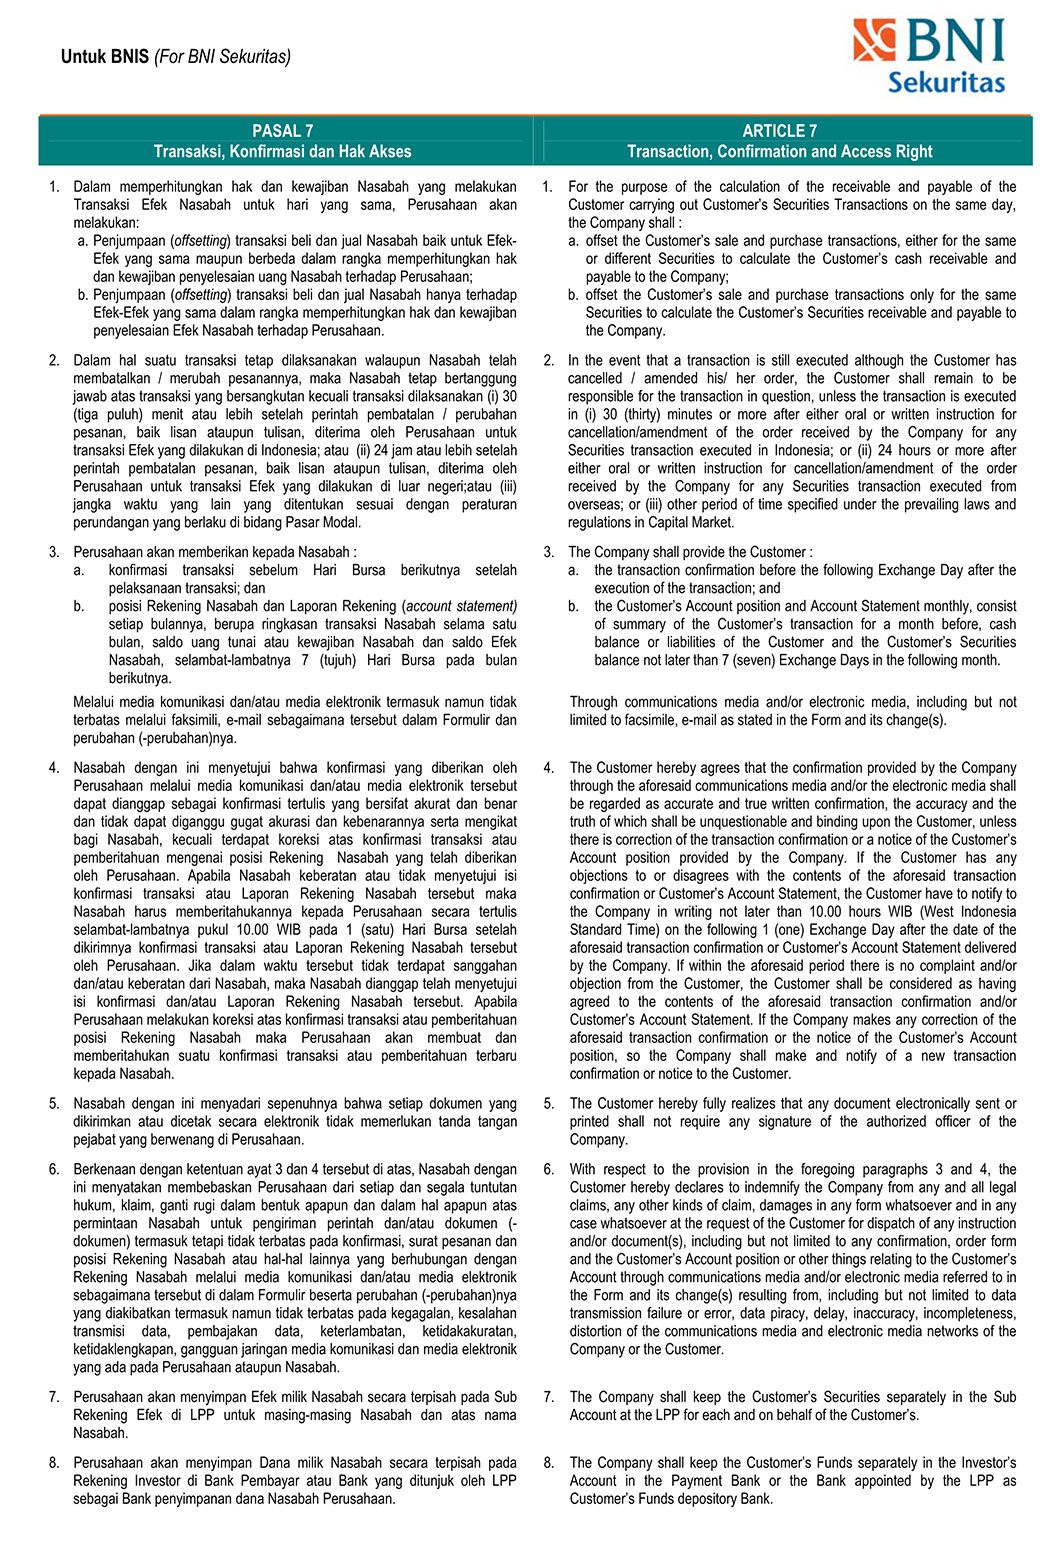 Untuk BNIS (For BNI Sekuritas)
BNI
Sekuritas
PASAL 7
Transaksi, Konfirmasi dan Hak Akses
1. Dalam memperhitungkan hak dan kewajiban Nasabah yang melakukan
Transaksi Efek Nasabah untuk hari yang sama, Perusahaan akan
melakukan:
a. Penjumpaan (offsetting) transaksi beli dan jual Nasabah baik untuk Efek-
Efek yang sama maupun berbeda dalam rangka memperhitungkan hak
dan kewajiban penyelesaian uang Nasabah terhadap Perusahaan;
b. Penjumpaan (offsetting) transaksi beli dan jual Nasabah hanya terhadap
Efek-Efek yang sama dalam rangka memperhitungkan hak dan kewajiban
penyelesaian Efek Nasabah terhadap Perusahaan.
2. Dalam hal suatu transaksi tetap dilaksanakan walaupun Nasabah telah
membatalkan / merubah pesanannya, maka Nasabah tetap bertanggung
jawab atas transaksi yang bersangkutan kecuali transaksi dilaksanakan (i) 30
(tiga puluh) menit atau lebih setelah perintah pembatalan / perubahan
pesanan, baik lisan ataupun tulisan, diterima oleh Perusahaan untuk
transaksi Efek yang dilakukan di Indonesia; atau (ii) 24 jam atau lebih setelah
perintah pembatalan pesanan, baik lisan ataupun tulisan, diterima oleh
Perusahaan untuk transaksi Efek yang dilakukan di luar negeri;atau (iii)
jangka waktu yang lain yang ditentukan sesuai dengan peraturan
perundangan yang berlaku di bidang Pasar Modal.
3. Perusahaan akan memberikan kepada Nasabah :
a. konfirmasi transaksi sebelum Hari Bursa berikutnya setelah
pelaksanaan transaksi; dan
b. posisi Rekening Nasabah dan Laporan Rekening (account statement)
setiap bulannya, berupa ringkasan transaksi Nasabah selama satu
bulan, saldo uang tunai atau kewajiban Nasabah dan saldo Efek
Nasabah, selambat-lambatnya 7 (tujuh) Hari Bursa pada bulan
berikutnya.
Melalui media komunikasi dan/atau media elektronik termasuk namun tidak
terbatas melalui faksimili, e-mail sebagaimana tersebut dalam Formulir dan
perubahan (-perubahan)nya.
4. Nasabah dengan ini menyetujui bahwa konfirmasi yang diberikan oleh
Perusahaan melalui media komunikasi dan/atau media elektronik tersebut
dapat dianggap sebagai konfirmasi tertulis yang bersifat akurat dan benar
dan tidak dapat diganggu gugat akurasi dan kebenarannya serta mengikat
bagi Nasabah, kecuali terdapat koreksi atas konfirmasi transaksi atau
pemberitahuan mengenai posisi Rekening Nasabah yang telah diberikan
oleh Perusahaan. Apabila Nasabah keberatan atau tidak menyetujui isi
konfirmasi transaksi atau Laporan Rekening Nasabah tersebut maka
Nasabah harus memberitahukannya kepada Perusahaan secara tertulis
selambat-lambatnya pukul 10.00 WIB pada 1 (satu) Hari Bursa setelah
dikirimnya konfirmasi transaksi atau Laporan Rekening Nasabah tersebut
oleh Perusahaan. Jika dalam waktu tersebut tidak terdapat sanggahan
dan/atau keberatan dari Nasabah, maka Nasabah dianggap telah menyetujui
isi konfirmasi dan/atau Laporan Rekening Nasabah tersebut. Apabila
Perusahaan melakukan koreksi atas konfirmasi transaksi atau pemberitahuan
posisi Rekening Nasabah maka Perusahaan akan membuat dan
memberitahukan suatu konfirmasi transaksi atau pemberitahuan terbaru
kepada Nasabah.
5. Nasabah dengan ini menyadari sepenuhnya bahwa setiap dokumen yang
dikirimkan atau dicetak secara elektronik tidak memerlukan tanda tangan
pejabat yang berwenang di Perusahaan.
6. Berkenaan dengan ketentuan ayat 3 dan 4 tersebut di atas, Nasabah dengan
ini menyatakan membebaskan Perusahaan dari setiap dan segala tuntutan
hukum, klaim, ganti rugi dalam bentuk apapun dan dalam hal apapun atas
permintaan Nasabah untuk pengiriman perintah dan/atau dokumen (-
dokumen) termasuk tetapi tidak terbatas pada konfirmasi, surat pesanan dan
posisi Rekening Nasabah atau hal-hal lainnya yang berhubungan dengan
Rekening Nasabah melalui media komunikasi dan/atau media elektronik
sebagaimana tersebut di dalam Formulir beserta perubahan (-perubahan)nya
yang diakibatkan termasuk namun tidak terbatas pada kegagalan, kesalahan
transmisi data, pembajakan data, keterlambatan, ketidakakuratan,
ketidaklengkapan, gangguan jaringan media komunikasi dan media elektronik
yang ada pada Perusahaan ataupun Nasabah.
7. Perusahaan akan menyimpan Efek milik Nasabah secara terpisah pada Sub
Rekening Efek di LPP untuk masing-masing Nasabah dan atas nama
Nasabah.
8. Perusahaan akan menyimpan Dana milik Nasabah secara terpisah pada
Rekening Investor di Bank Pembayar atau Bank yang ditunjuk oleh LPP
sebagai Bank penyimpanan dana Nasabah Perusahaan.
ARTICLE 7
Transaction, Confirmation and Access Right
1. For the purpose of the calculation of the receivable and payable of the
Customer carrying out Customer's Securities Transactions on the same day,
the Company shall :
a. offset the Customer's sale and purchase transactions, either for the same
or different Securities to calculate the Customer's cash receivable and
payable to the Company;
b. offset the Customer's sale and purchase transactions only for the same
Securities to calculate the Customer's Securities receivable and payable to
the Company.
2. In the event that a transaction is still executed although the Customer has
cancelled / amended his/ her order, the Customer shall remain to be
responsible for the transaction in question, unless the transaction is executed
in (i) 30 (thirty) minutes or more after either oral or written instruction for
cancellation/amendment of the order received by the Company for any
Securities transaction executed in Indonesia; or (ii) 24 hours or more after
either oral or written instruction for cancellation/amendment of the order
received by the Company for any Securities transaction executed from
overseas; or (iii) other period of time specified under the prevailing laws and
regulations in Capital Market.
3. The Company shall provide the Customer :
a. the transaction confirmation before the following Exchange Day after the
execution of the transaction; and
b. the Customer's Account position and Account Statement monthly, consist
of summary of the Customer's transaction for a month before, cash
balance or liabilities of the Customer and the Customer's Securities
balance not later than 7 (seven) Exchange Days in the following month.
Through communications media and/or electronic media, including but not
limited to facsimile, e-mail as stated in the Form and its change(s).
4. The Customer hereby agrees that the confirmation provided by the Company
through the aforesaid communications media and/or the electronic media shall
be regarded as accurate and true written confirmation, the accuracy and the
truth of which shall be unquestionable and binding upon the Customer, unless
there is correction of the transaction confirmation or a notice of the Customer's
Account position provided by the Company. If the Customer has any
objections to or disagrees with the contents of the aforesaid transaction
confirmation or Customer's Account Statement, the Customer have to notify to
the Company in writing not later than 10.00 hours WIB (West Indonesia
Standard Time) on the following 1 (one) Exchange Day after the date of the
aforesaid transaction confirmation or Customer's Account Statement delivered
by the Company. If within the aforesaid period there is no complaint and/or
objection from the Customer, the Customer shall be considered as having
agreed to the contents of the aforesaid transaction confirmation and/or
Customer's Account Statement. If the Company makes any correction of the
aforesaid transaction confirmation or the notice of the Customer's Account
position, so the Company shall make and notify of a new transaction
confirmation or notice to the Customer.
5. The Customer hereby fully realizes that any document electronically sent or
printed shall not require any signature of the authorized officer of the
Company.
6. With respect to the provision in the foregoing paragraphs 3 and 4, the
Customer hereby declares to indemnify the Company from any and all legal
claims, any other kinds of claim, damages in any form whatsoever and in any
case whatsoever at the request of the Customer for dispatch of any instruction
and/or document(s), including but not limited to any confirmation, order form
and the Customer's Account position or other things relating to the Customer's
Account through communications media and/or electronic media referred to in
the Form and its change(s) resulting from, including but not limited to data
transmission failure or error, data piracy, delay, inaccuracy, incompleteness,
distortion of the communications media and electronic media networks of the
Company or the Customer.
7. The Company shall keep the Customer's Securities separately in the Sub
Account at the LPP for each and on behalf of the Customer's.
8. The Company shall keep the Customer's Funds separately in the Investor's
Account in the Payment Bank or the Bank appointed by the LPP as
Customer's Funds depository Bank.